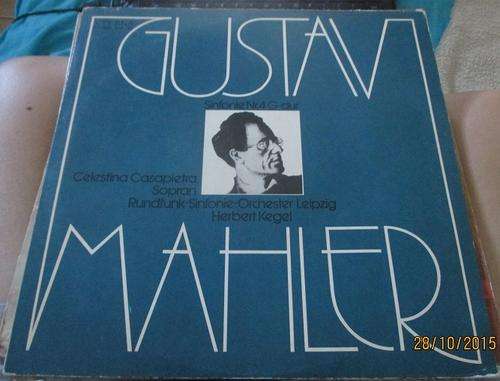 GUSTAV
Sinfonie Nr.4 G-dur
Celestina Casapietra
Sopran
Rundfunk-Sinfonie-Orchester Leipzig
Herbert Kegel
MAHLER
28/10/2015